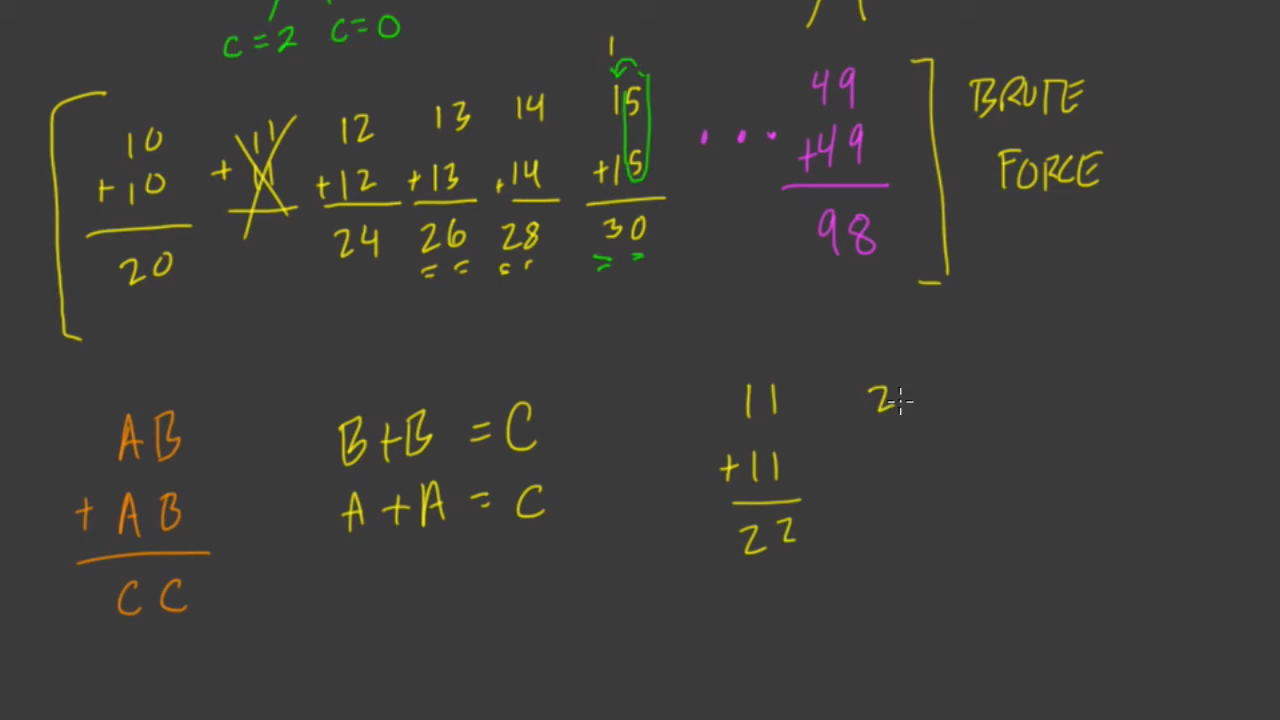 C=2 C=0
1
10 11 12 13 14 15 49
+10 + 11 +12 +13 +14 +15 ... +49
20 24 26 28 30 98
BRUTE
FORCE
AB
+ AB
CC
B+B = C
A+A = C
11
+11
22
2